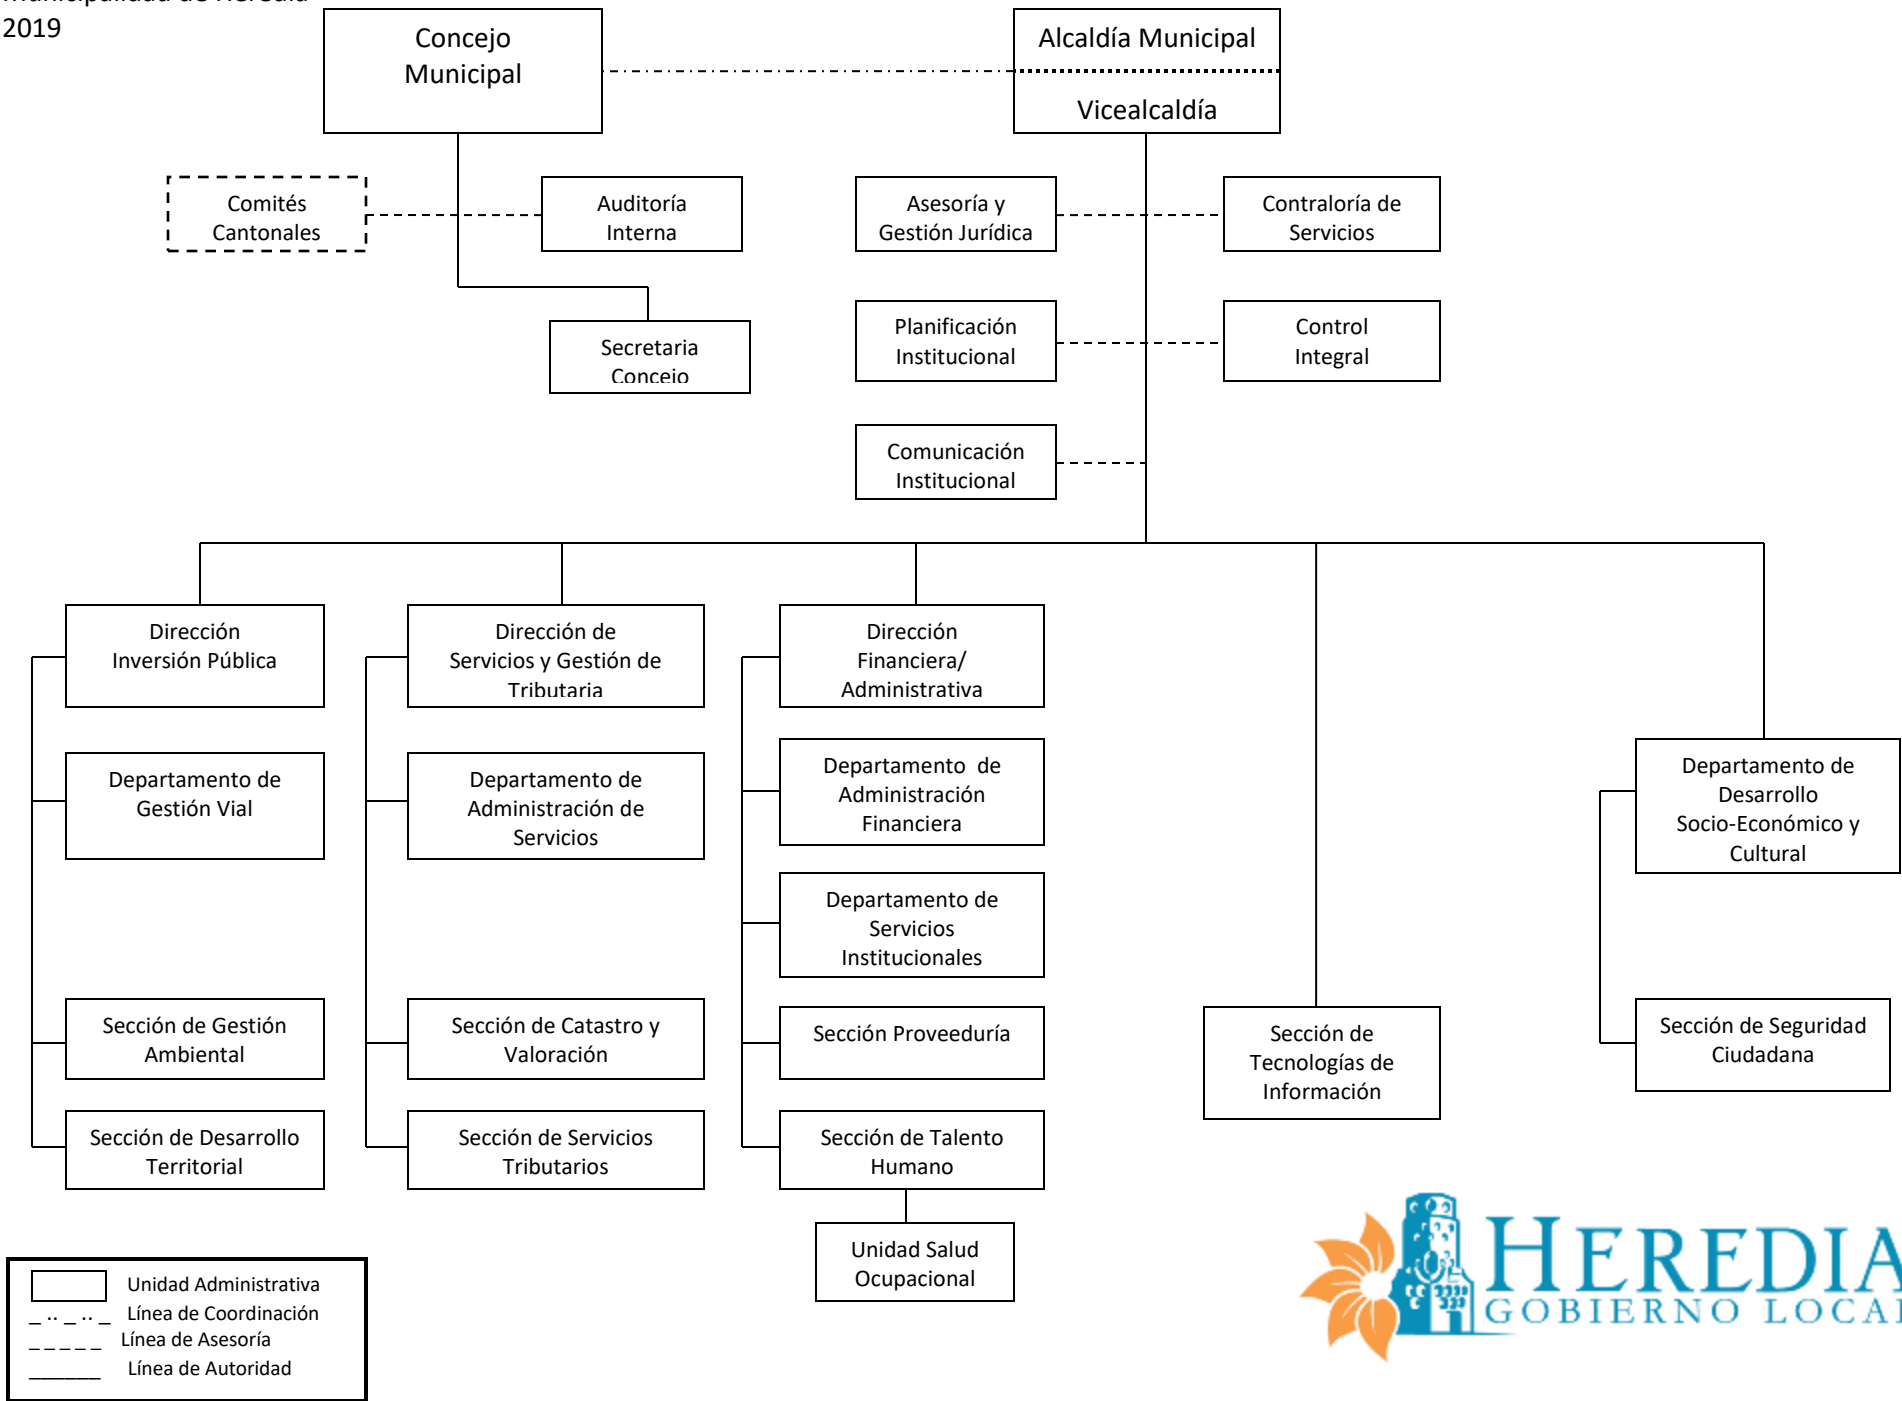 Municipalidad de Heredia
2019
Concejo
Municipal
Alcaldía Municipal
Vicealcaldía
Comités
Cantonales
Auditoría
Interna
Asesoría y
Gestión Jurídica
Contraloría de
Servicios
Secretaria
Concejo
Planificación
Institucional
Control
Integral
Comunicación
Institucional
Dirección
Inversión Pública
Dirección de
Servicios y Gestión de
Tributaria
Dirección
Financiera/
Administrativa
Departamento de
Gestión Vial
Departamento de
Administración de
Servicios
Departamento de
Administración
Financiera
Departamento de
Desarrollo
Socio-Económico y
Cultural
Departamento de
Servicios
Institucionales
Sección de Gestión
Ambiental
Sección de Catastro y
Valoración
Sección Proveeduría
Sección de
Tecnologías de
Información
Sección de Seguridad
Ciudadana
Sección de Desarrollo
Territorial
Sección de Servicios
Tributarios
Sección de Talento
Humano
Unidad Salud
Ocupacional
Unidad Administrativa
Línea de Coordinación
Línea de Asesoría
Línea de Autoridad
HEREDIA
GOBIERNO LOCAL